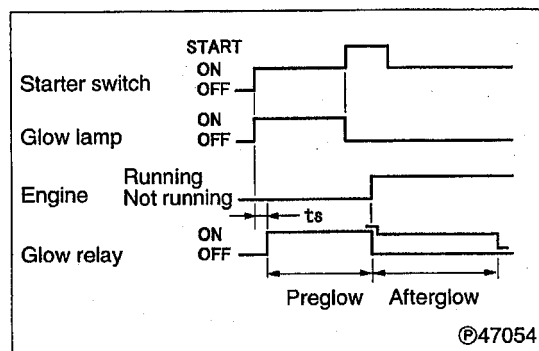 START
ON
Starter switch
OFF
ON
Glow lamp
OFF
Running
Engine
Not running
ts
ON
Glow relay
OFF
Preglow
Afterglow
Ⓟ47054